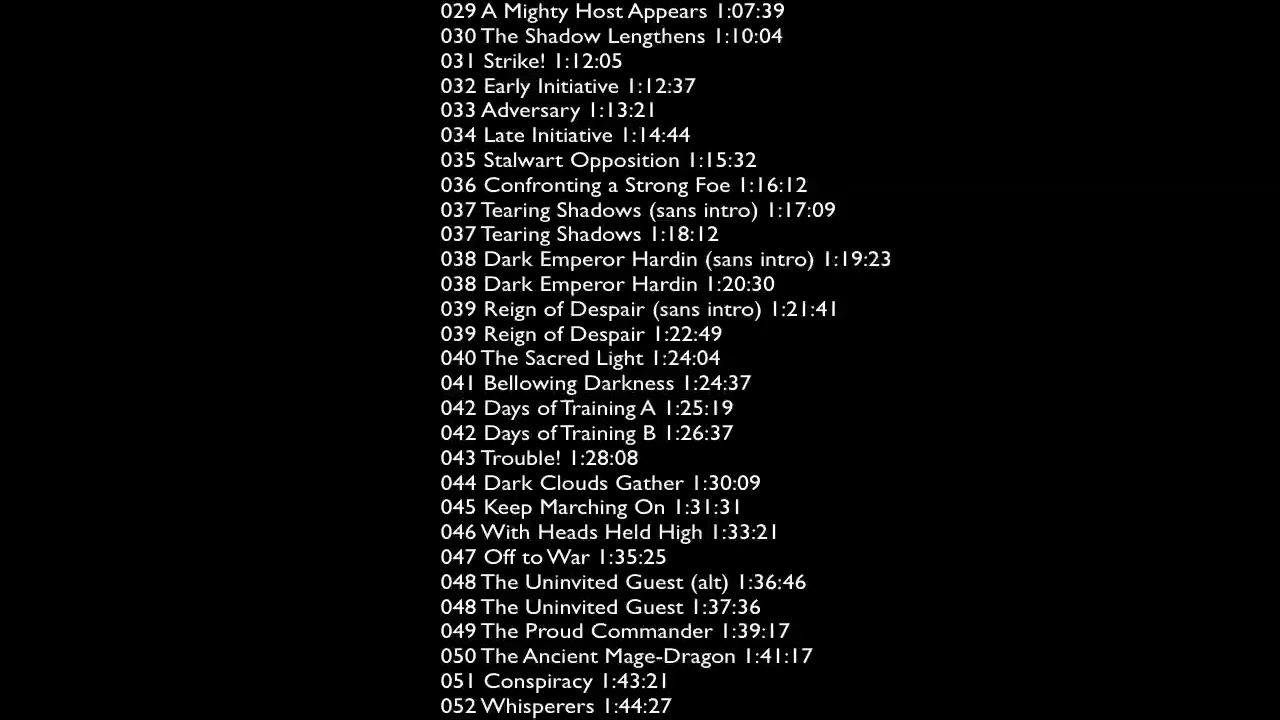 029 A Mighty Host Appears 1:07:39
030 The Shadow Lengthens 1:10:04
031 Strike! 1:12:05
032 Early Initiative 1:12:37
033 Adversary 1:13:21
034 Late Initiative 1:14:44
035 Stalwart Opposition 1:15:32
036 Confronting a Strong Foe 1:16:12
037 Tearing Shadows (sans intro) 1:17:09
037 Tearing Shadows 1:18:12
038 Dark Emperor Hardin (sans intro) 1:19:23
038 Dark Emperor Hardin 1:20:30
039 Reign of Despair (sans intro) 1:21:41
039 Reign of Despair 1:22:49
040 The Sacred Light 1:24:04
041 Bellowing Darkness 1:24:37
042 Days of Training A 1:25:19
042 Days of Training B 1:26:37
043 Trouble! 1:28:08
044 Dark Clouds Gather 1:30:09
045 Keep Marching On 1:31:31
046 With Heads Held High 1:33:21
047 Off to War 1:35:25
048 The Uninvited Guest (alt) 1:36:46
048 The Uninvited Guest 1:37:36
049 The Proud Commander 1:39:17
050 The Ancient Mage-Dragon 1:41:17
051 Conspiracy 1:43:21
052 Whisperers 1:44:27